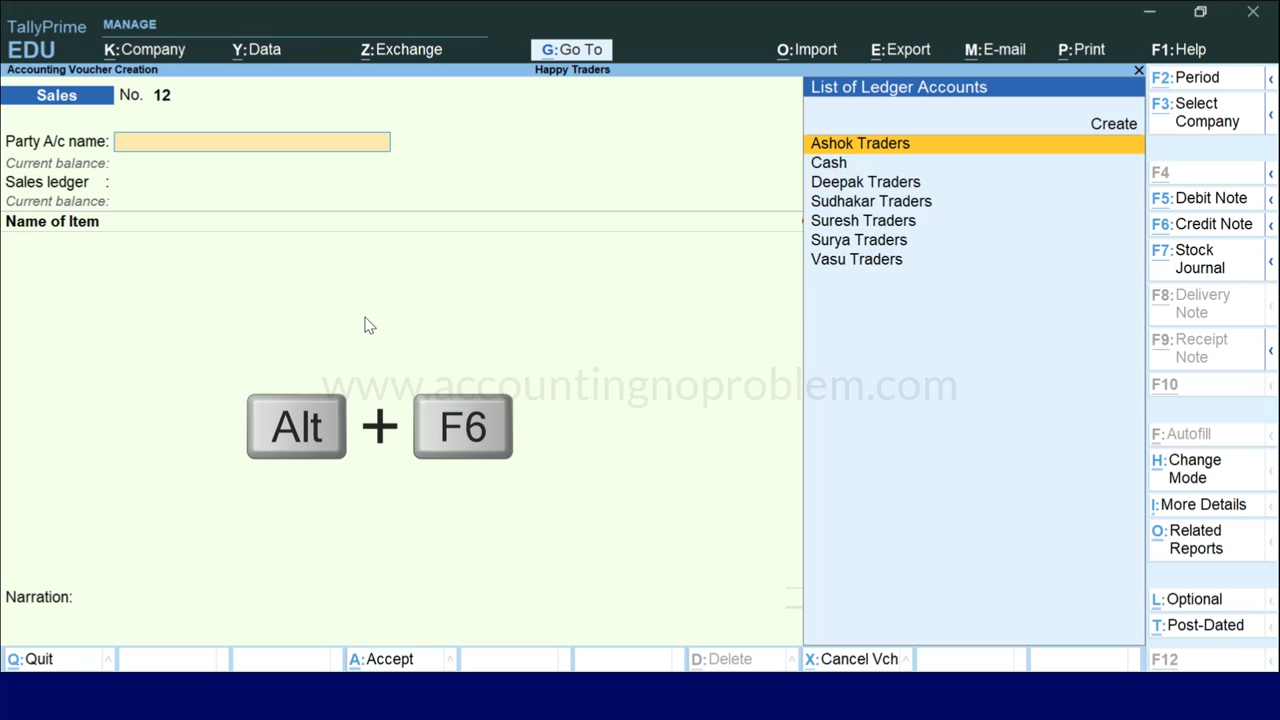 TallyPrime
EDU
MANAGE
K:Company
Y:Data
Z:Exchange
G:Go To
O:Import
E:Export
M:E-mail
P:Print
F1:Help
Accounting Voucher Creation
Happy Traders
Sales
No. 12
Party A/c name:
Current balance:
Sales ledger :
Current balance:
Name of Item
Alt + F6
www.accountingnoproblem.com
Narration:
List of Ledger Accounts
Create
Ashok Traders
Cash
Deepak Traders
Sudhakar Traders
Suresh Traders
Surya Traders
Vasu Traders
F2:Period
F3:Select
Company
F4
F5:Debit Note
F6:Credit Note
F7:Stock
Journal
F8:Delivery
Note
F9:Receipt
Note
F10
F:Autofill
H:Change
Mode
I:More Details
O:Related
Reports
L:Optional
T:Post-Dated
F12
Q:Quit
A:Accept
D:Delete
X:Cancel Vch